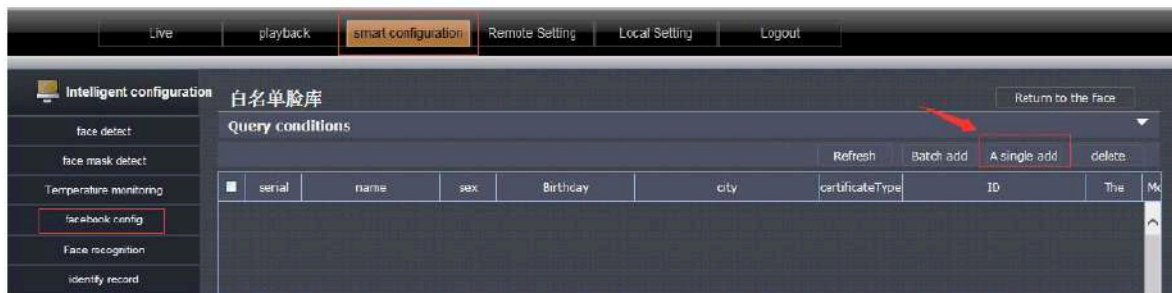 Live playback smart configuration Remote Setting Local Setting Logout
Intelligent configuration
白名单脸库
Return to the face
face detect
Query conditions
face mask detect
Refresh Batch add A single add delete
Temperature monitoring
serial name sex Birthday city certificateType ID The Mo
facebook config
Face recognition
identify record